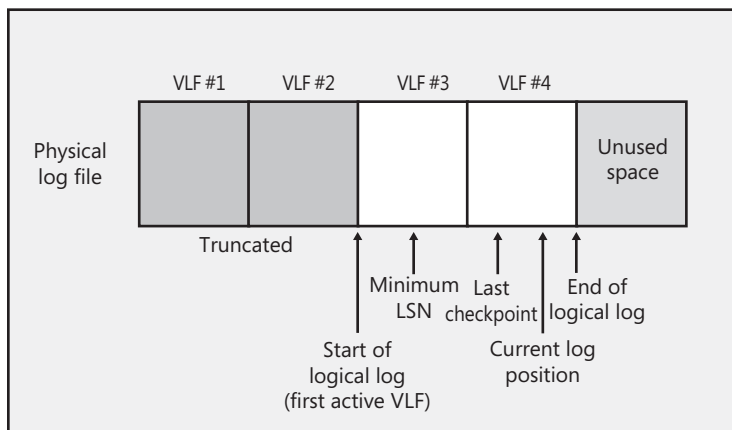 VLF #1
VLF #2
VLF #3
VLF #4
Physical
log file
Unused
space
Truncated
Minimum
LSN
Last
checkpoint
End of
logical log
Start of
logical log
(first active VLF)
Current log
position